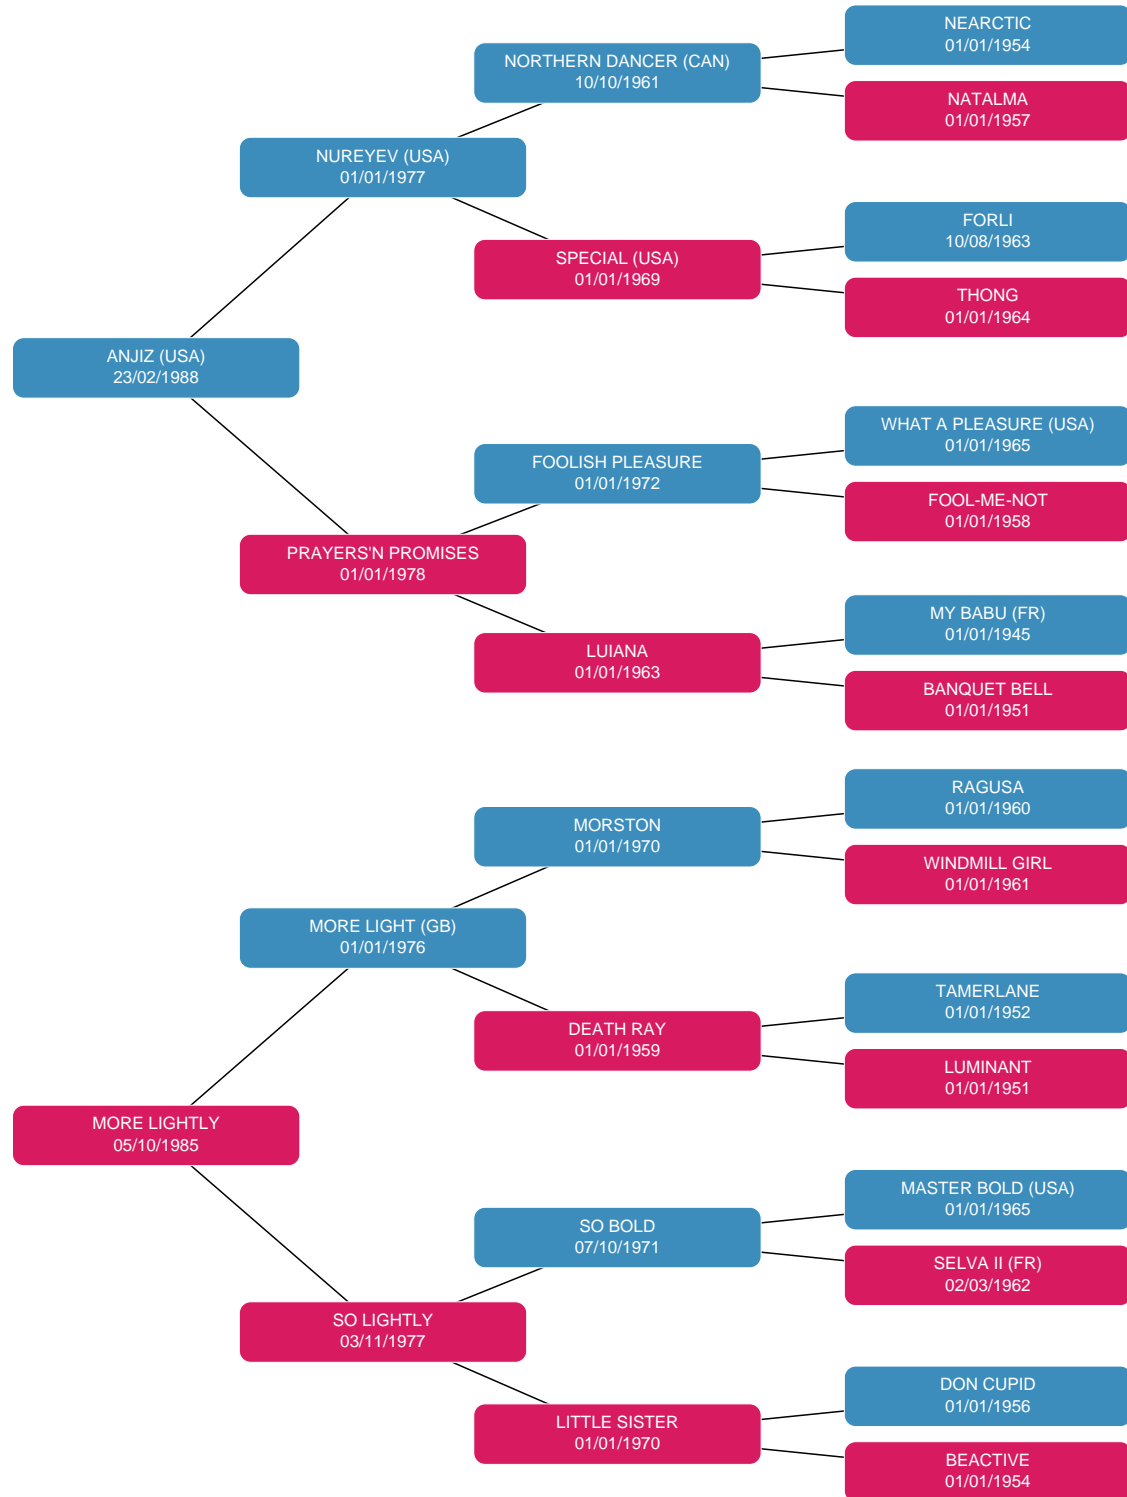 NEARCTIC
01/01/1954
NORTHERN DANCER (CAN)
10/10/1961
NATALMA
01/01/1957
NUREYEV (USA)
01/01/1977
FORLI
10/08/1963
SPECIAL (USA)
01/01/1969
THONG
01/01/1964
ANJIZ (USA)
23/02/1988
WHAT A PLEASURE (USA)
01/01/1965
FOOLISH PLEASURE
01/01/1972
FOOL-ME-NOT
01/01/1958
PRAYERS'N PROMISES
01/01/1978
MY BABU (FR)
01/01/1945
LUIANA
01/01/1963
BANQUET BELL
01/01/1951
RAGUSA
01/01/1960
MORSTON
01/01/1970
WINDMILL GIRL
01/01/1961
MORE LIGHT (GB)
01/01/1976
TAMERLANE
01/01/1952
DEATH RAY
01/01/1959
LUMINANT
01/01/1951
MORE LIGHTLY
05/10/1985
MASTER BOLD (USA)
01/01/1965
SO BOLD
07/10/1971
SELVA II (FR)
02/03/1962
SO LIGHTLY
03/11/1977
DON CUPID
01/01/1956
LITTLE SISTER
01/01/1970
BEACTIVE
01/01/1954